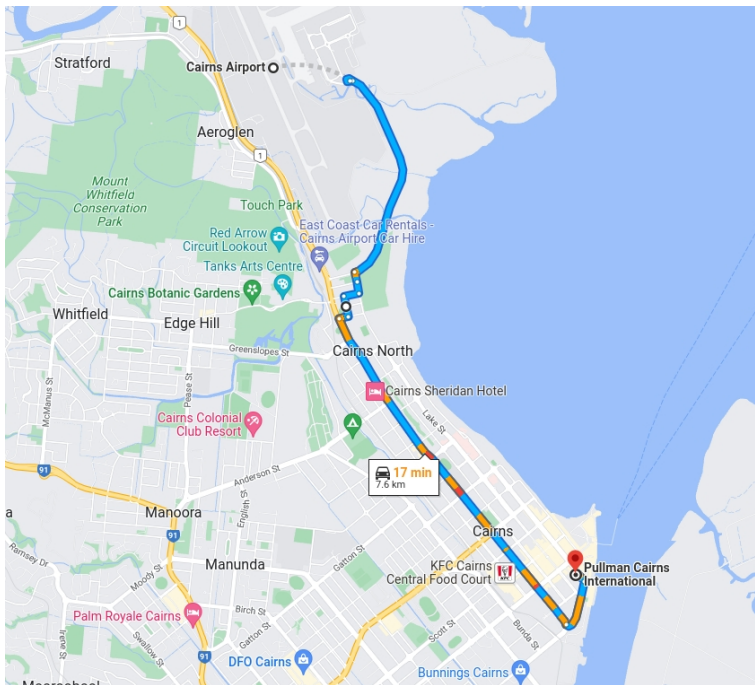 1
Stratford
Cairns Airport
Aeroglen
1
Mount
Whitfield
Conservation
Park
Touch Park
East Coast Car Rentals -
Cairns Airport Car Hire
Red Arrow
Circuit Lookout
Tanks Arts Centre
Cairns Botanic Gardens
Whitfield
Edge Hill
Greenslopes St
Cairns North
McManus St
Pease St
Cairns Sheridan Hotel
Cairns Colonial
Club Resort
Lake St
17 min
7.6 km
91
Anderson St
English St
a
Manoora
Cairns
91
Ramsey Dr
Moody St
Manunda
Gatton St
KFC Cairns
Central Food Court
KFC
Pullman Cairns
International
Palm Royale Cairns
Birch St
Irene St
Swallow St
Gatton St
Scott St
Bunda St
91
DFO Cairns
Bunnings Cairns